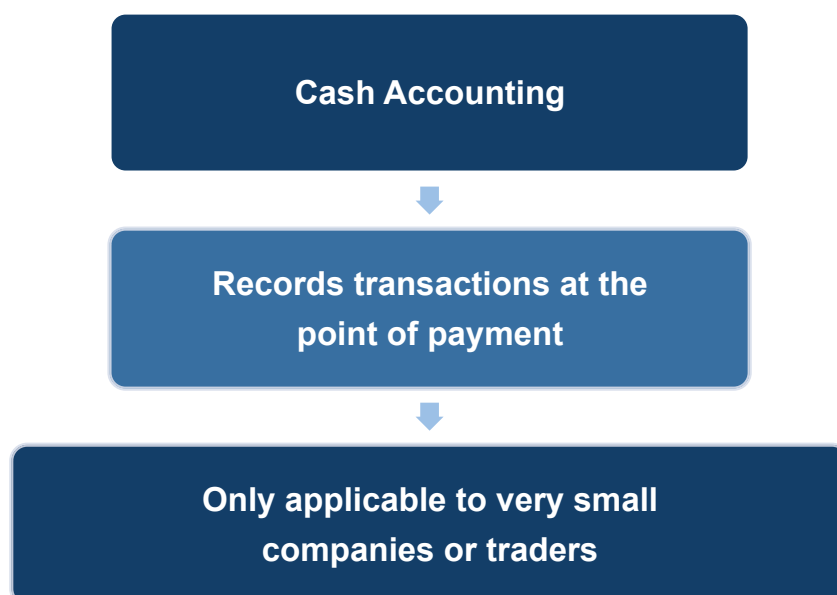 Cash Accounting
Records transactions at the
point of payment
Only applicable to very small
companies or traders